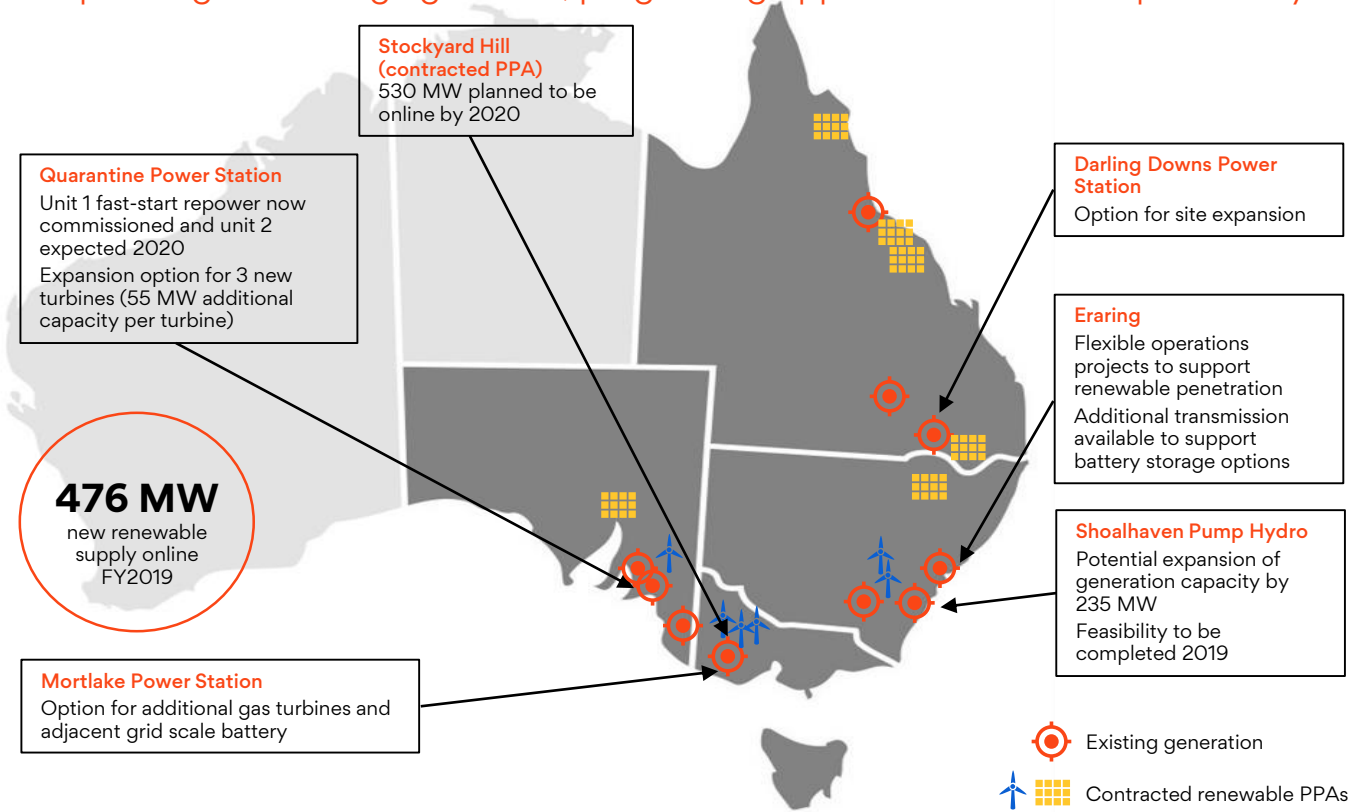 Stockyard Hill
(contracted PPA)
530 MW planned to be
online by 2020
Quarantine Power Station
Unit 1 fast-start repower now
commissioned and unit 2
expected 2020
Expansion option for 3 new
turbines (55 MW additional
capacity per turbine)
476 MW
new renewable
supply online
FY2019
Mortlake Power Station
Option for additional gas turbines and
adjacent grid scale battery
Darling Downs Power
Station
Option for site expansion
Eraring
Flexible operations
projects to support
renewable penetration
Additional transmission
available to support
battery storage options
Shoalhaven Pump Hydro
Potential expansion of
generation capacity by
235 MW
Feasibility to be
completed 2019
Existing generation
Contracted renewable PPAs